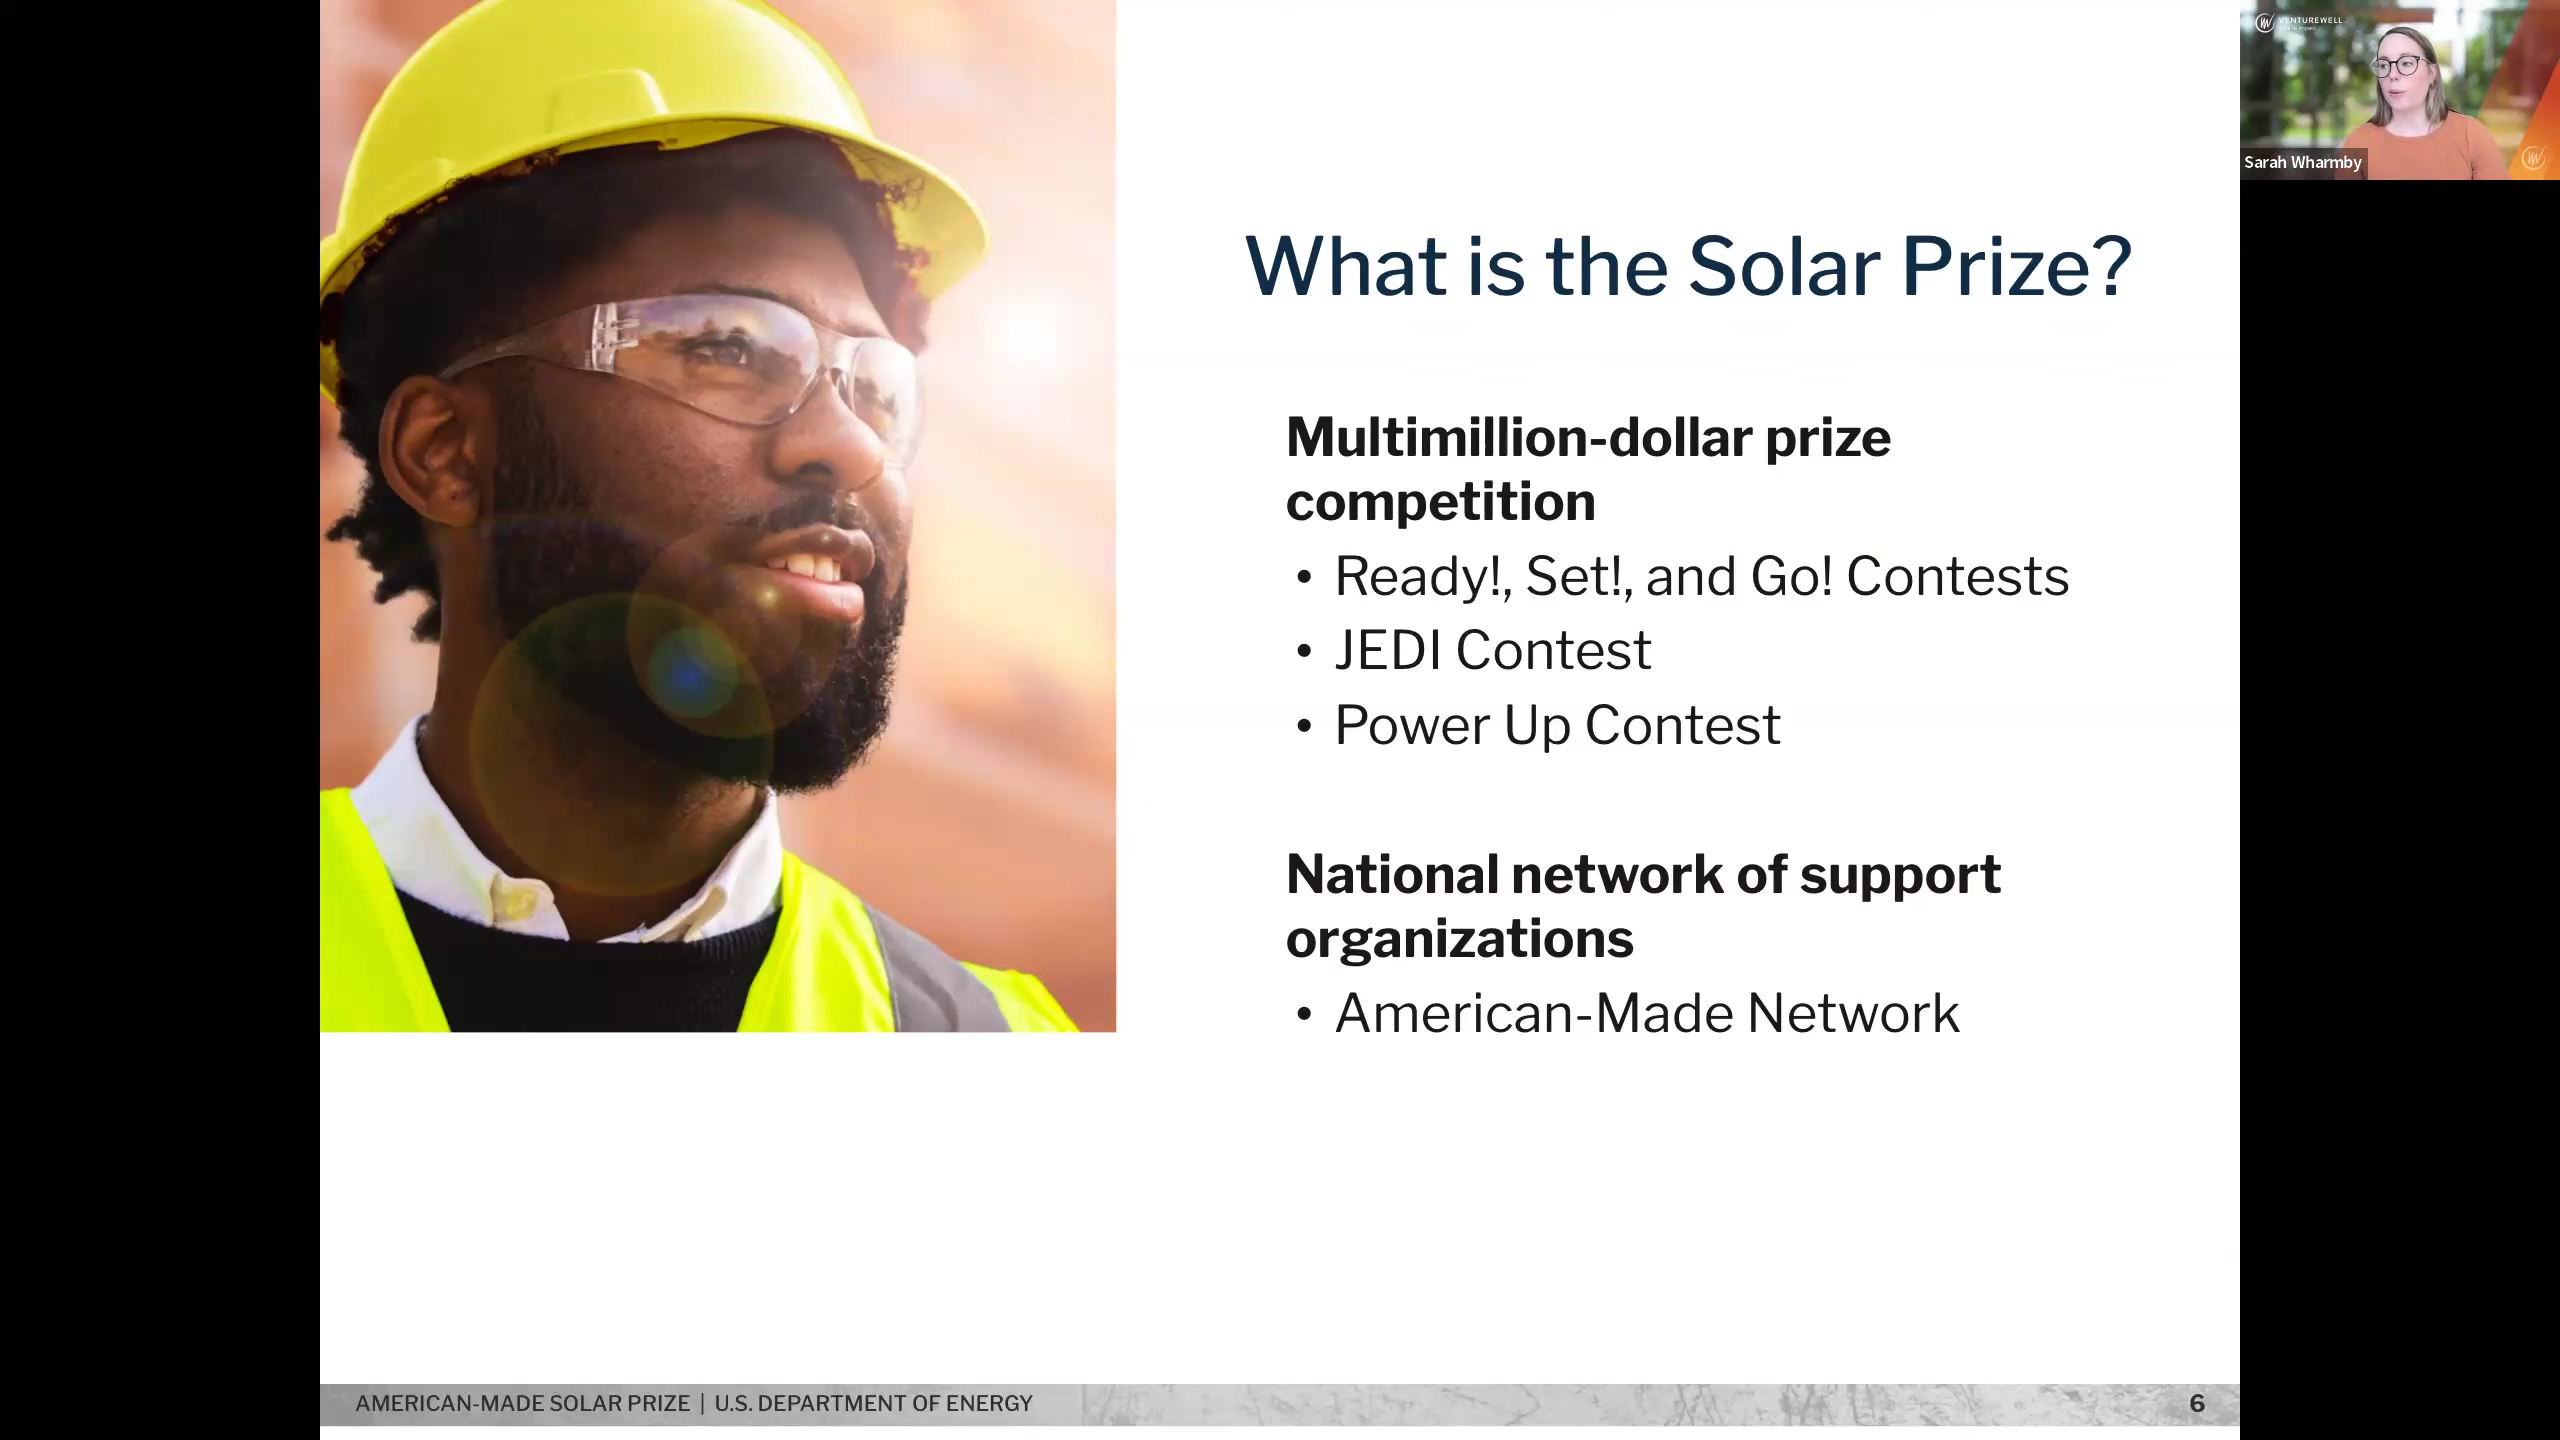 What is the Solar Prize?
Multimillion-dollar prize
competition
• Ready!, Set!, and Go! Contests
• JEDI Contest
• Power Up Contest
National network of support
organizations
• American-Made Network
AMERICAN-MADE SOLAR PRIZE | U.S. DEPARTMENT OF ENERGY
6
VENTUREWELL
Sarah Wharmby